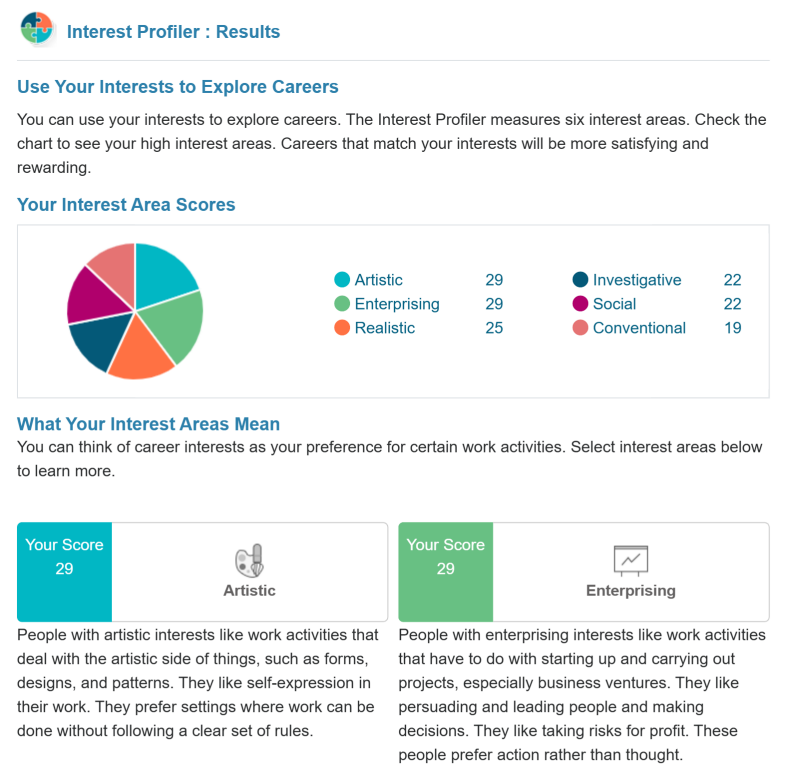 Interest Profiler : Results
Use Your Interests to Explore Careers
You can use your interests to explore careers. The Interest Profiler measures six interest areas. Check the
chart to see your high interest areas. Careers that match your interests will be more satisfying and
rewarding.
Your Interest Area Scores
Artistic 29
Enterprising 29
Realistic 25
Investigative 22
Social 22
Conventional 19
What Your Interest Areas Mean
You can think of career interests as your preference for certain work activities. Select interest areas below
to learn more.
Your Score
29
Artistic
People with artistic interests like work activities that
deal with the artistic side of things, such as forms,
designs, and patterns. They like self-expression in
their work. They prefer settings where work can be
done without following a clear set of rules.
Your Score
29
Enterprising
People with enterprising interests like work activities
that have to do with starting up and carrying out
projects, especially business ventures. They like
persuading and leading people and making
decisions. They like taking risks for profit. These
people prefer action rather than thought.